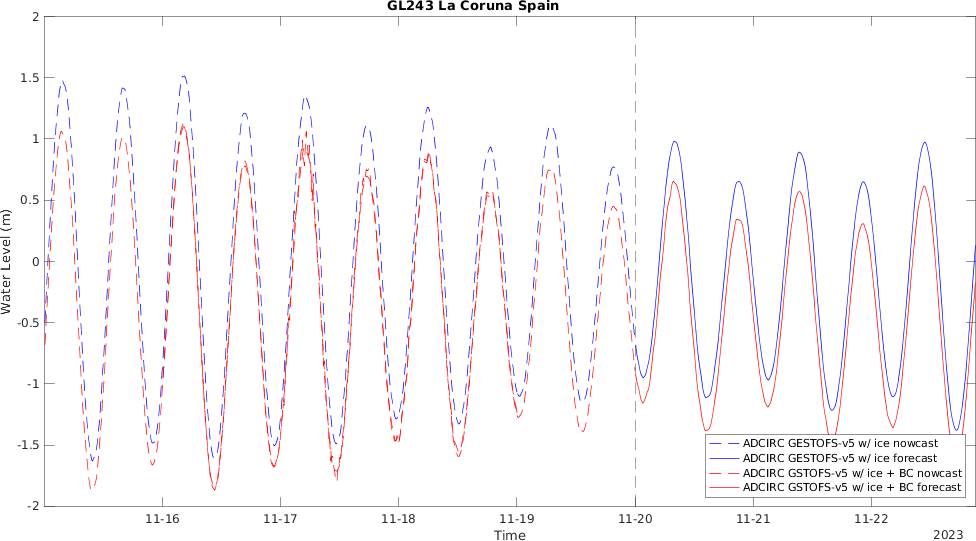 GL243 La Coruna Spain
2
1.5
1
0.5
0
-0.5
-1
-1.5
-2
Water Level (m)
11-16
11-17
11-18
11-19
11-20
11-21
11-22
Time
2023
ADCIRC GESTOFS-v5 w/ ice nowcast
ADCIRC GESTOFS-v5 w/ ice forecast
ADCIRC GSTOFS-v5 w/ ice + BC nowcast
ADCIRC GSTOFS-v5 w/ ice + BC forecast